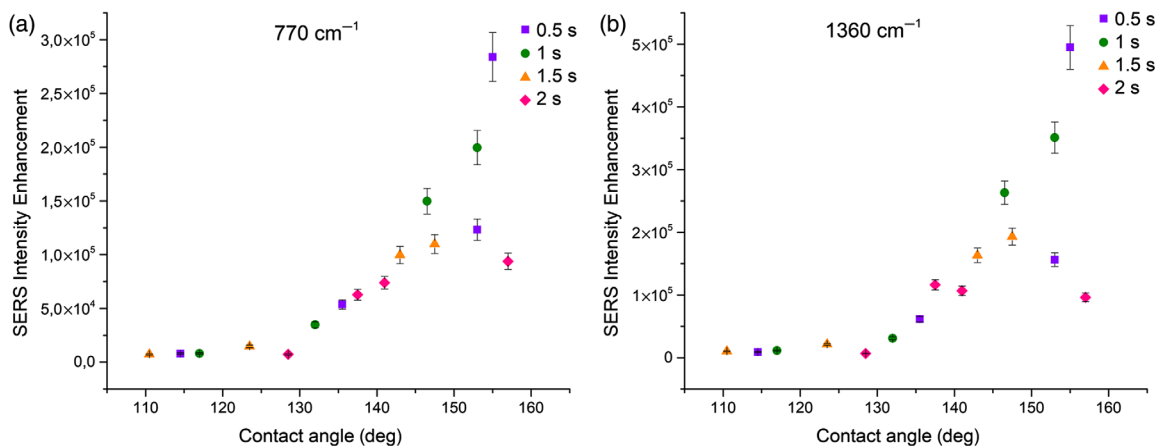 (a)
770 cm⁻¹
0.5 s
1 s
1.5 s
2 s
SERS Intensity Enhancement
3,0×10⁵
2,5×10⁵
2,0×10⁵
1,5×10⁵
1,0×10⁵
5,0×10⁴
0,0
110 120 130 140 150 160
Contact angle (deg)
(b)
1360 cm⁻¹
0.5 s
1 s
1.5 s
2 s
SERS Intensity Enhancement
5×10⁵
4×10⁵
3×10⁵
2×10⁵
1×10⁵
0
110 120 130 140 150 160
Contact angle (deg)